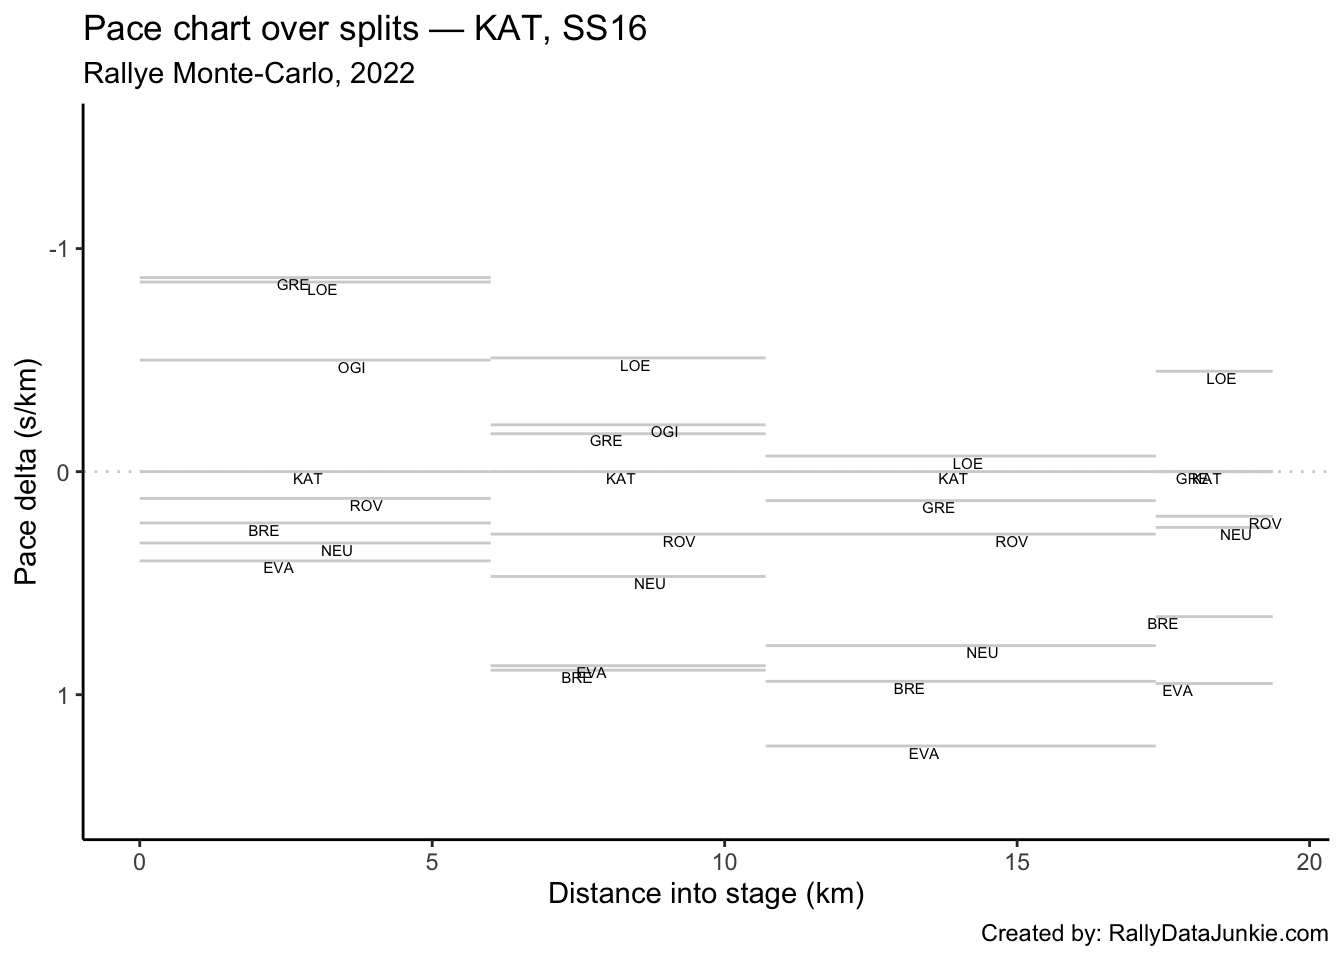 Pace chart over splits — KAT, SS16
Rallye Monte-Carlo, 2022
Pace delta (s/km)
-1
0
1
GRE
LOE
OGI
KAT
ROV
BRE
NEU
EVA
LOE
OGI
GRE
KAT
ROV
NEU
EVA
BRE
LOE
KAT
GRE
ROV
NEU
BRE
EVA
LOE
GRE
KAT
ROV
NEU
BRE
EVA
0 5 10 15 20
Distance into stage (km)
Created by: RallyDataJunkie.com